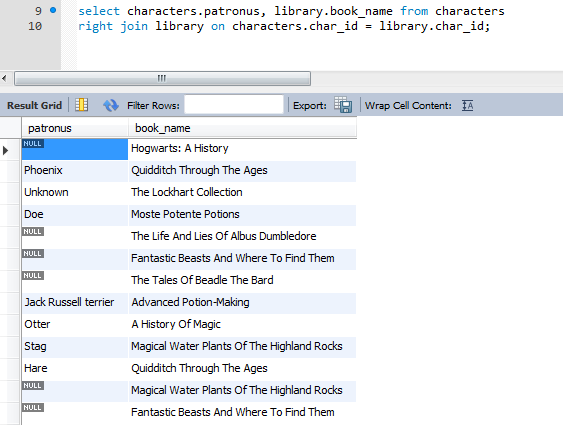 9 select characters.patronus, library.book_name from characters
10 right join library on characters.char_id = library.char_id;
Result Grid Filter Rows: Export: Wrap Cell Content:
patronus book_name
NULL Hogwarts: A History
Phoenix Quidditch Through The Ages
Unknown The Lockhart Collection
Doe Moste Potente Potions
NULL The Life And Lies Of Albus Dumbledore
NULL Fantastic Beasts And Where To Find Them
NULL The Tales Of Beadle The Bard
Jack Russell terrier Advanced Potion-Making
Otter A History Of Magic
Stag Magical Water Plants Of The Highland Rocks
Hare Quidditch Through The Ages
NULL Magical Water Plants Of The Highland Rocks
NULL Fantastic Beasts And Where To Find Them